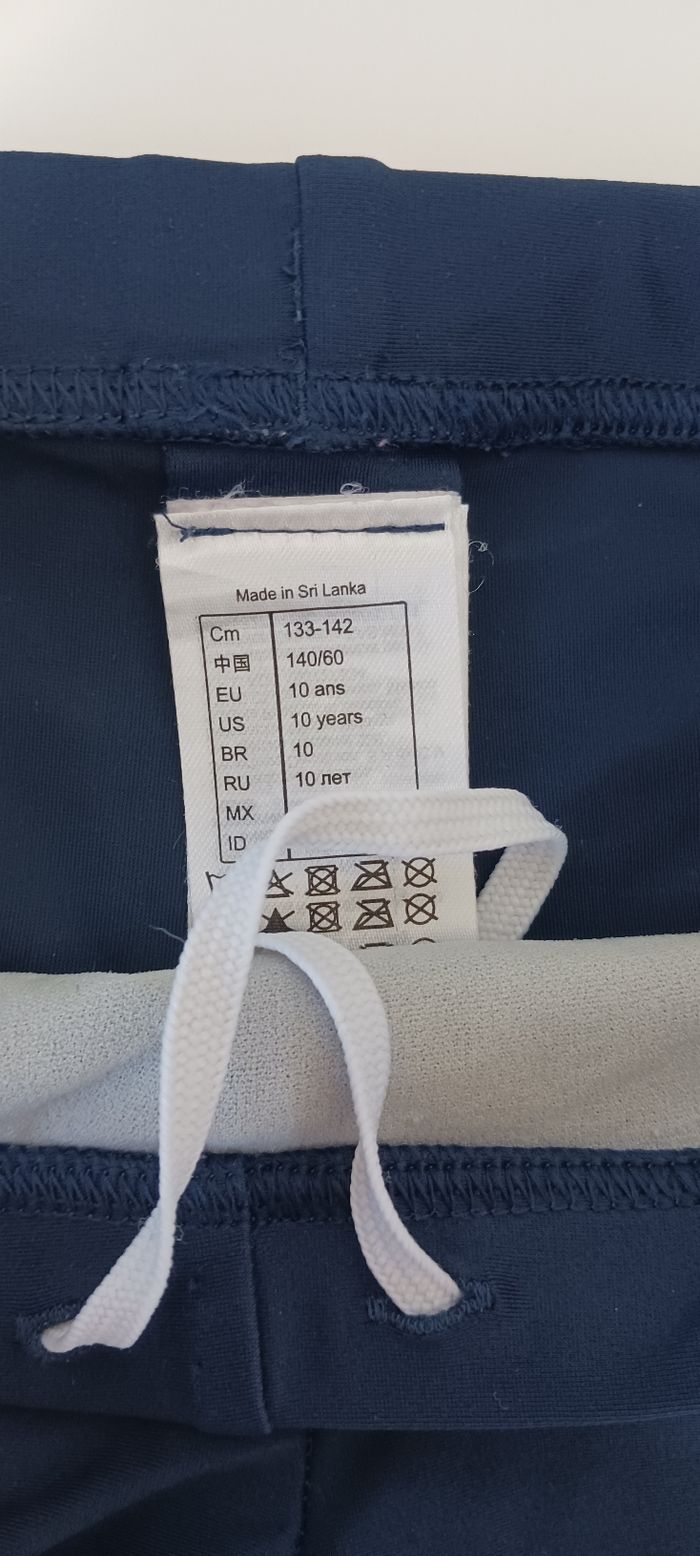 Made in Sri Lanka
Cm 133-142
中国 140/60
EU 10 ans
US 10 years
BR 10
RU 10 лет
MX
ID